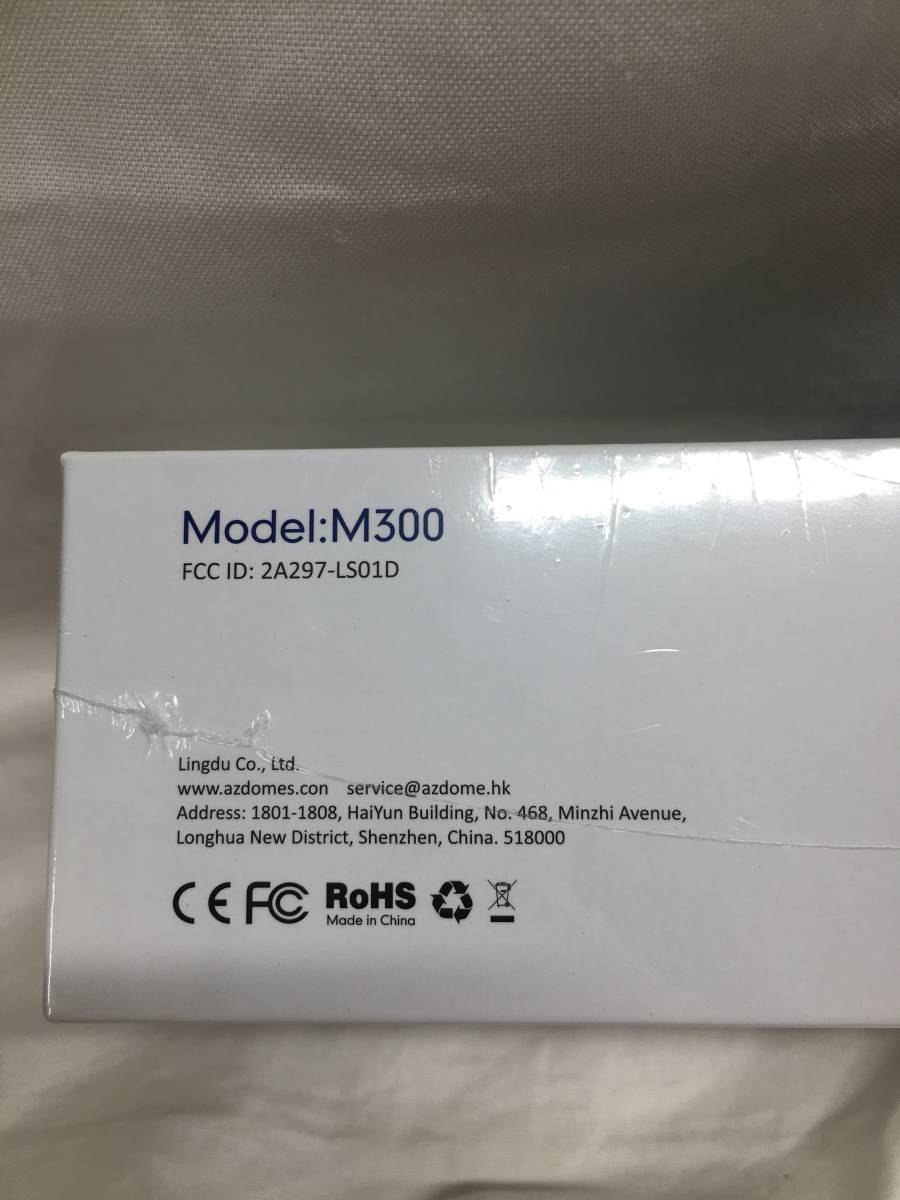 Model:M300
FCC ID: 2A297-LS01D
Lingdu Co., Ltd.
www.azdomes.con service@azdome.hk
Address: 1801-1808, HaiYun Building, No. 468, Minzhi Avenue,
Longhua New District, Shenzhen, China. 518000
CE FC RoHS
Made in China